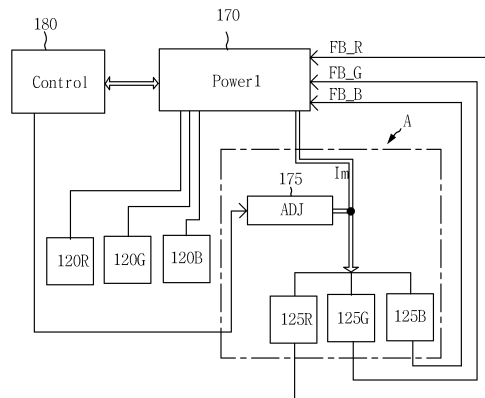 180
170
Control
Power1
FB_R
FB_G
FB_B
A
Im
175
ADJ
120R
120G
120B
125R
125G
125B